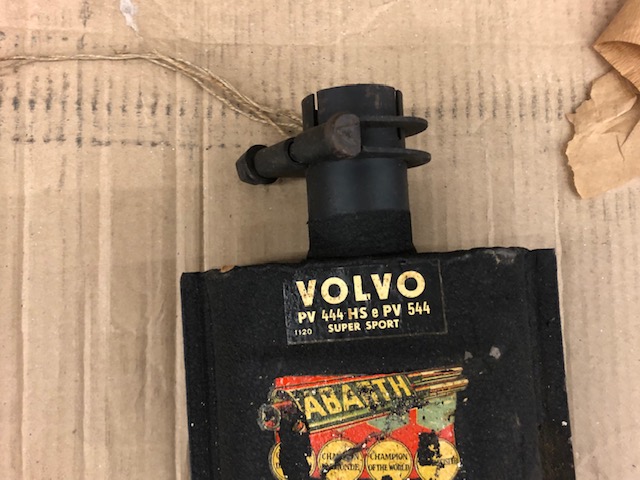 VOLVO
PV 444-HS e PV 544
1120 SUPER SPORT
ABARTH
CHAMPION
OF THE WORLD